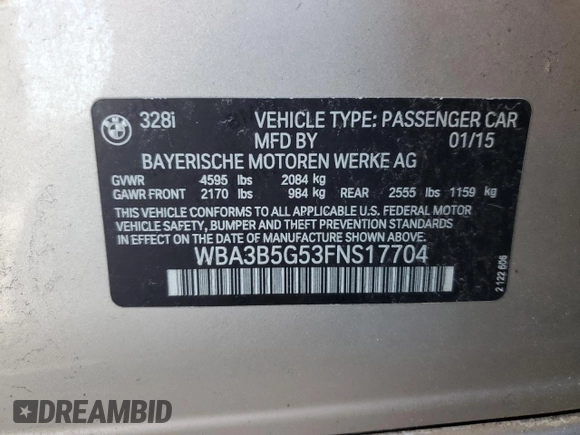 328i VEHICLE TYPE: PASSENGER CAR
MFD BY 01/15
BAYERISCHE MOTOREN WERKE AG
GVWR 4595 lbs 2084 kg
GAWR FRONT 2170 lbs 984 kg REAR 2555 lbs 1159 kg
THIS VEHICLE CONFORMS TO ALL APPLICABLE U.S. FEDERAL MOTOR
VEHICLE SAFETY, BUMPER AND THEFT PREVENTION STANDARDS IN
EFFECT ON THE DATE OF MANUFACTURE SHOWN ABOVE.
WBA3B5G53FNS17704
2 122 606
DREAMBID